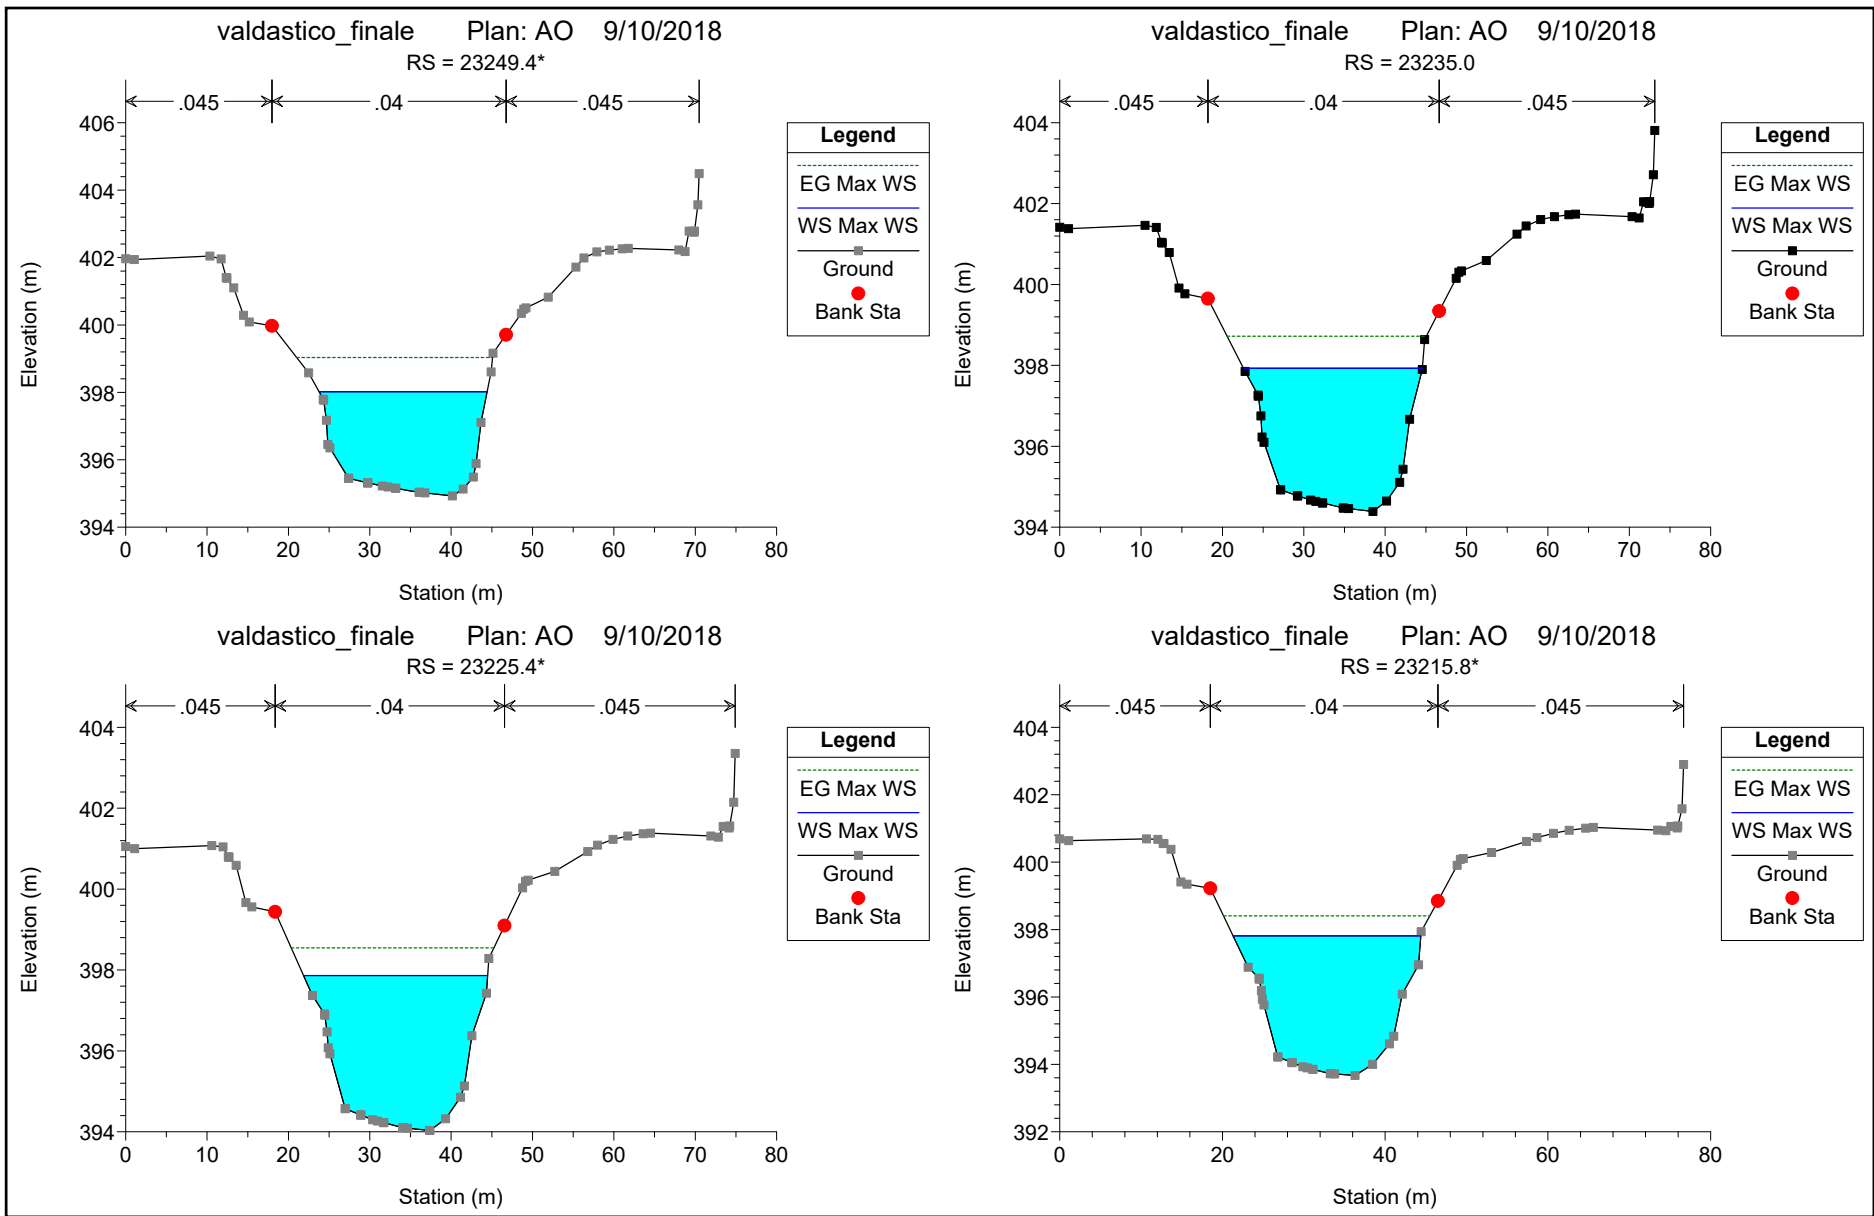 valdastico_finale Plan: AO 9/10/2018
RS = 23249.4*
.045 .04 .045
406
404
402
400
398
396
394
0 10 20 30 40 50 60 70 80
Elevation (m)
Station (m)
Legend
EG Max WS
WS Max WS
Ground
Bank Sta
valdastico_finale Plan: AO 9/10/2018
RS = 23235.0
.045 .04 .045
404
402
400
398
396
394
0 10 20 30 40 50 60 70 80
Elevation (m)
Station (m)
Legend
EG Max WS
WS Max WS
Ground
Bank Sta
valdastico_finale Plan: AO 9/10/2018
RS = 23225.4*
.045 .04 .045
404
402
400
398
396
394
0 10 20 30 40 50 60 70 80
Elevation (m)
Station (m)
Legend
EG Max WS
WS Max WS
Ground
Bank Sta
valdastico_finale Plan: AO 9/10/2018
RS = 23215.8*
.045 .04 .045
404
402
400
398
396
394
392
0 20 40 60 80
Elevation (m)
Station (m)
Legend
EG Max WS
WS Max WS
Ground
Bank Sta